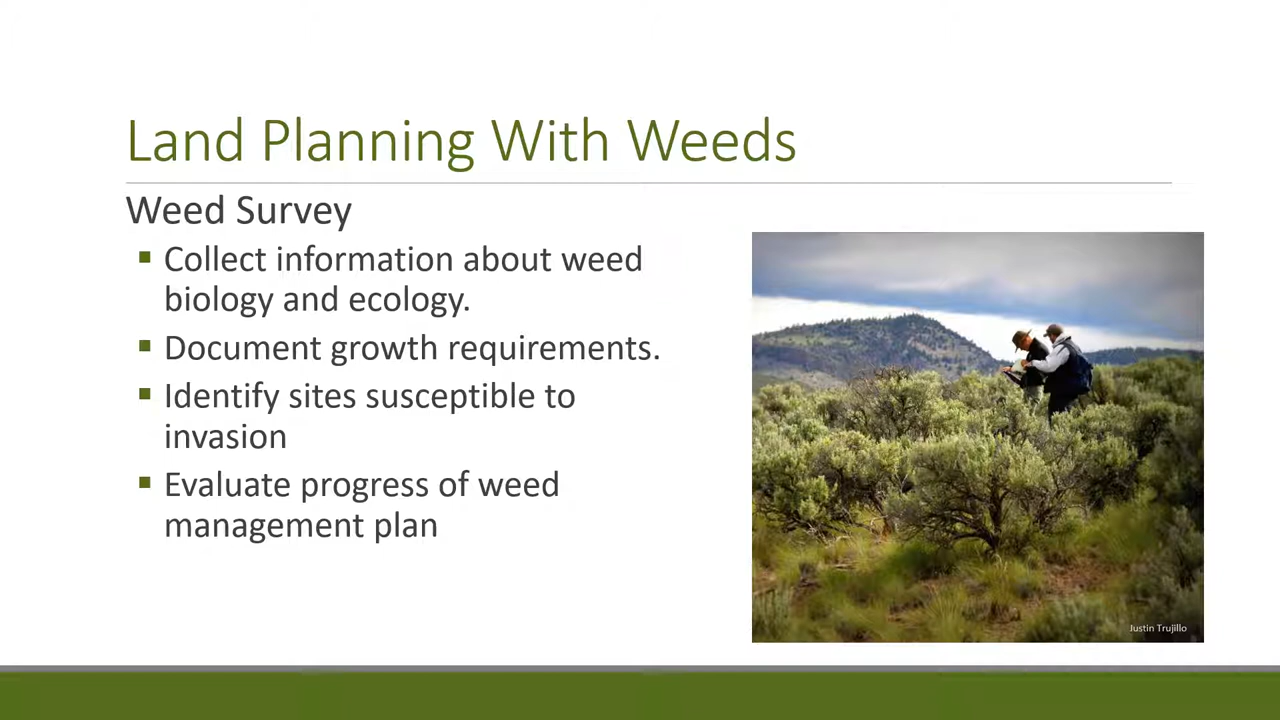 Land Planning With Weeds
Weed Survey
▪ Collect information about weed
biology and ecology.
▪ Document growth requirements.
▪ Identify sites susceptible to
invasion
▪ Evaluate progress of weed
management plan
Justin Trujillo